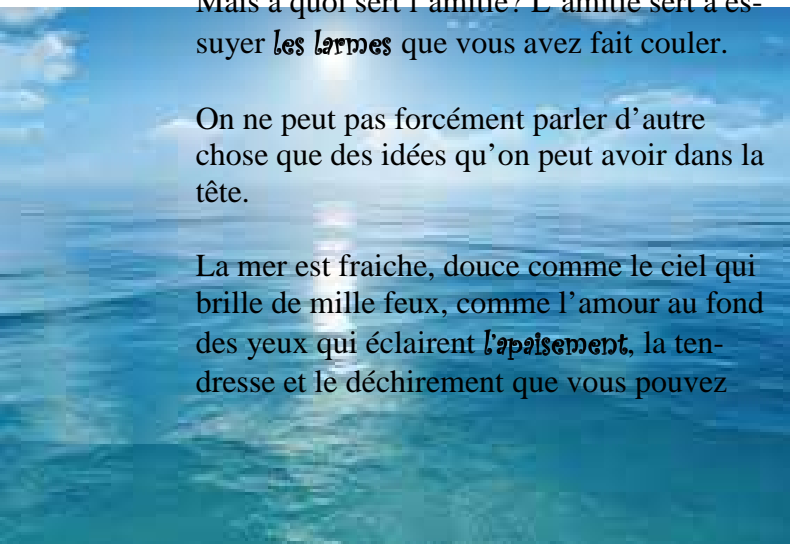 Mais à quoi sert l'amitié? L'amitié sert à es-
suyer les larmes que vous avez fait couler.
On ne peut pas forcément parler d'autre
chose que des idées qu'on peut avoir dans la
tête.
La mer est fraiche, douce comme le ciel qui
brille de mille feux, comme l'amour au fond
des yeux qui éclairent l'apaisement, la ten-
dresse et le déchirement que vous pouvez